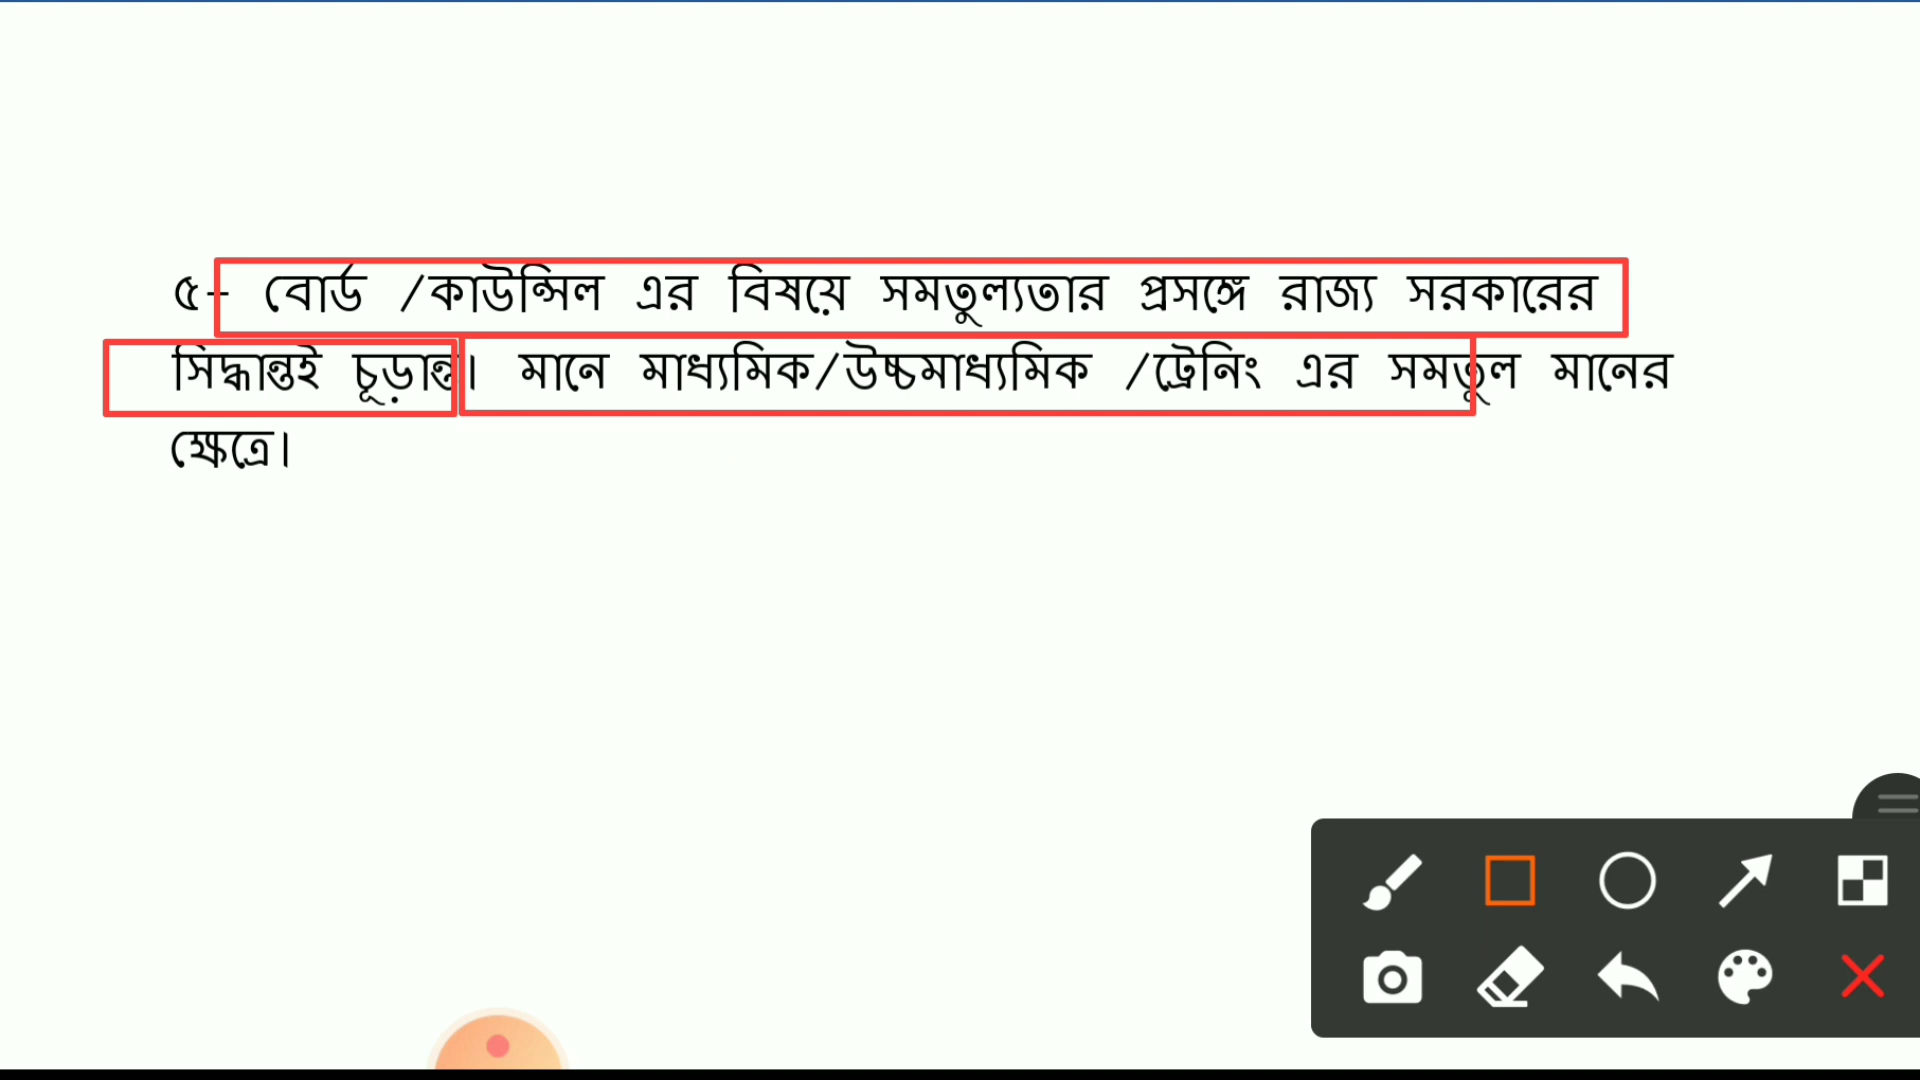 ৫- বোর্ড /কাউন্সিল এর বিষয়ে সমতুল্যতার প্রসঙ্গে রাজ্য সরকারের
সিদ্ধান্তই চূড়ান্ত। মানে মাধ্যমিক/উচ্চমাধ্যমিক /ট্রেনিং এর সমতুল মানের
ক্ষেত্রে।